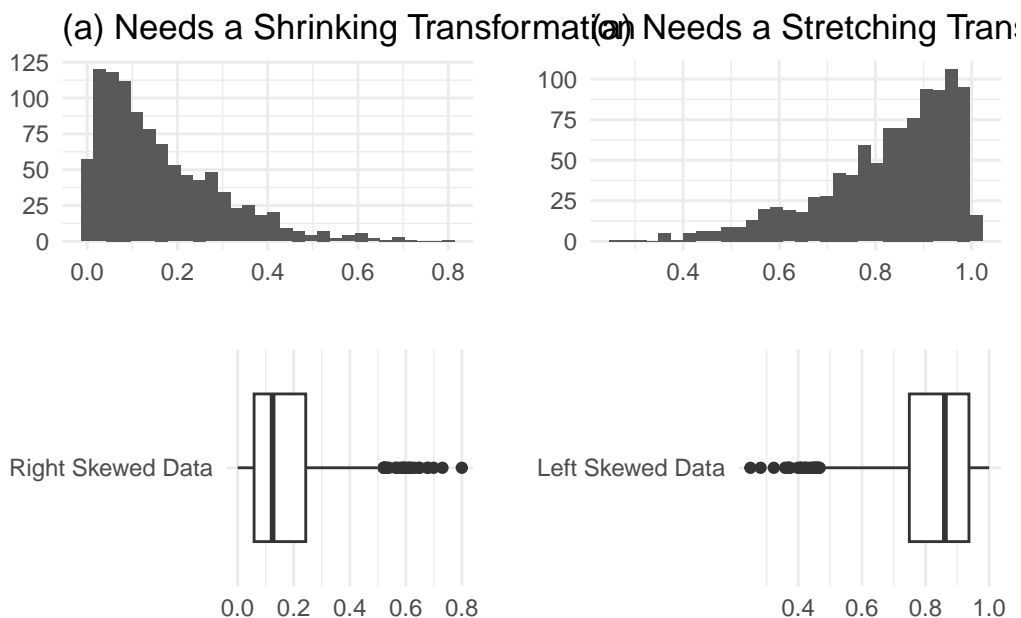 (a) Needs a Shrinking Transformation
125
100
75
50
25
0
0.0 0.2 0.4 0.6 0.8
(a) Needs a Stretching Trans
100
75
50
25
0
0.4 0.6 0.8 1.0
Right Skewed Data
0.0 0.2 0.4 0.6 0.8
Left Skewed Data
0.4 0.6 0.8 1.0